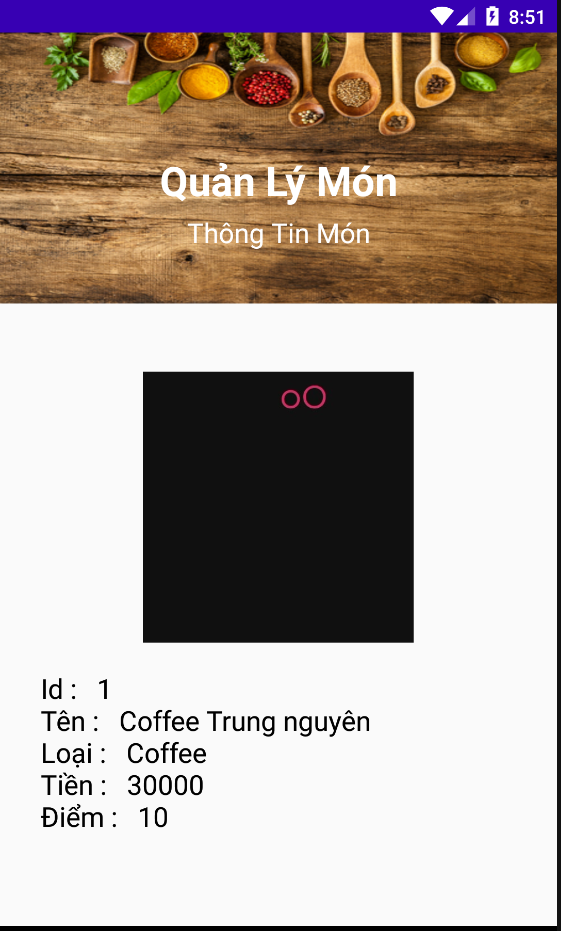 8:51
Quản Lý Món
Thông Tin Món
Id : 1
Tên : Coffee Trung nguyên
Loại : Coffee
Tiền : 30000
Điểm : 10